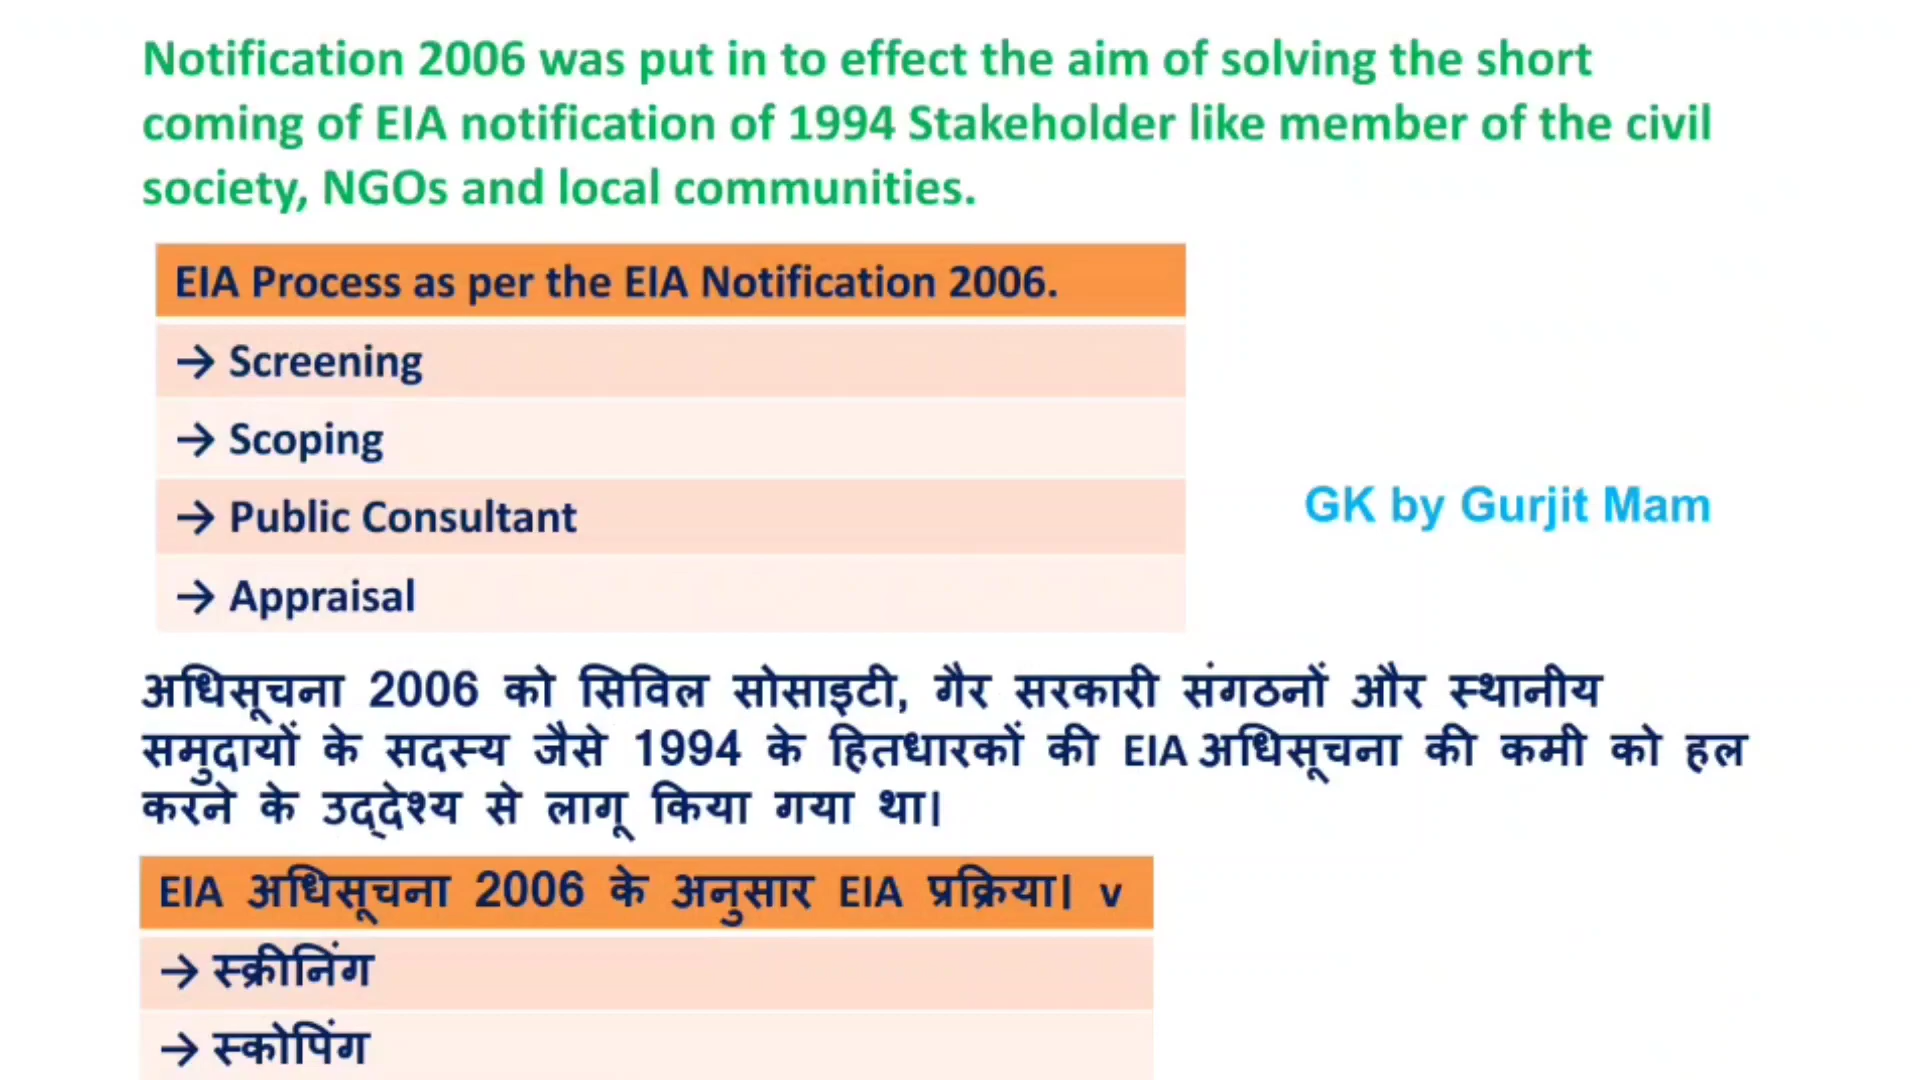 Notification 2006 was put in to effect the aim of solving the short
coming of EIA notification of 1994 Stakeholder like member of the civil
society, NGOs and local communities.
EIA Process as per the EIA Notification 2006.
→ Screening
→ Scoping
→ Public Consultant
→ Appraisal
GK by Gurjit Mam
अधिसूचना 2006 को सिविल सोसाइटी, गैर सरकारी संगठनों और स्थानीय
समुदायों के सदस्य जैसे 1994 के हितधारकों की EIA अधिसूचना की कमी को हल
करने के उद्देश्य से लागू किया गया था।
EIA अधिसूचना 2006 के अनुसार EIA प्रक्रिया। v
→ स्क्रीनिंग
→ स्कोपिंग